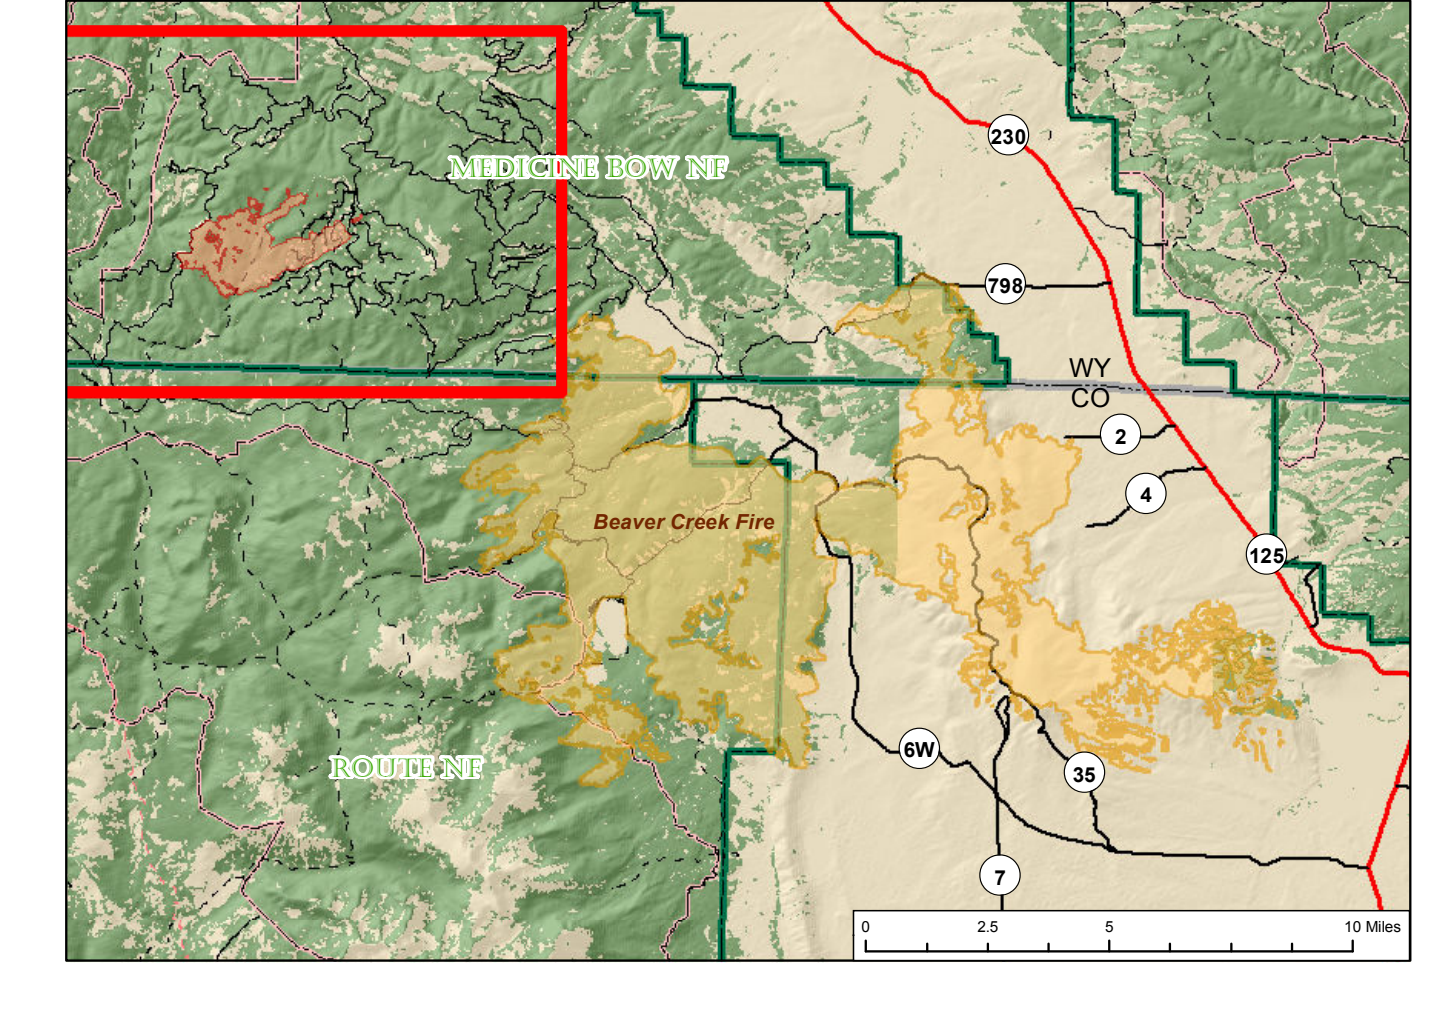 230
MEDICINE BOW NF
798
WY
CO
2
4
Beaver Creek Fire
125
6W
ROUTE NF
35
7
0 2.5 5 10 Miles